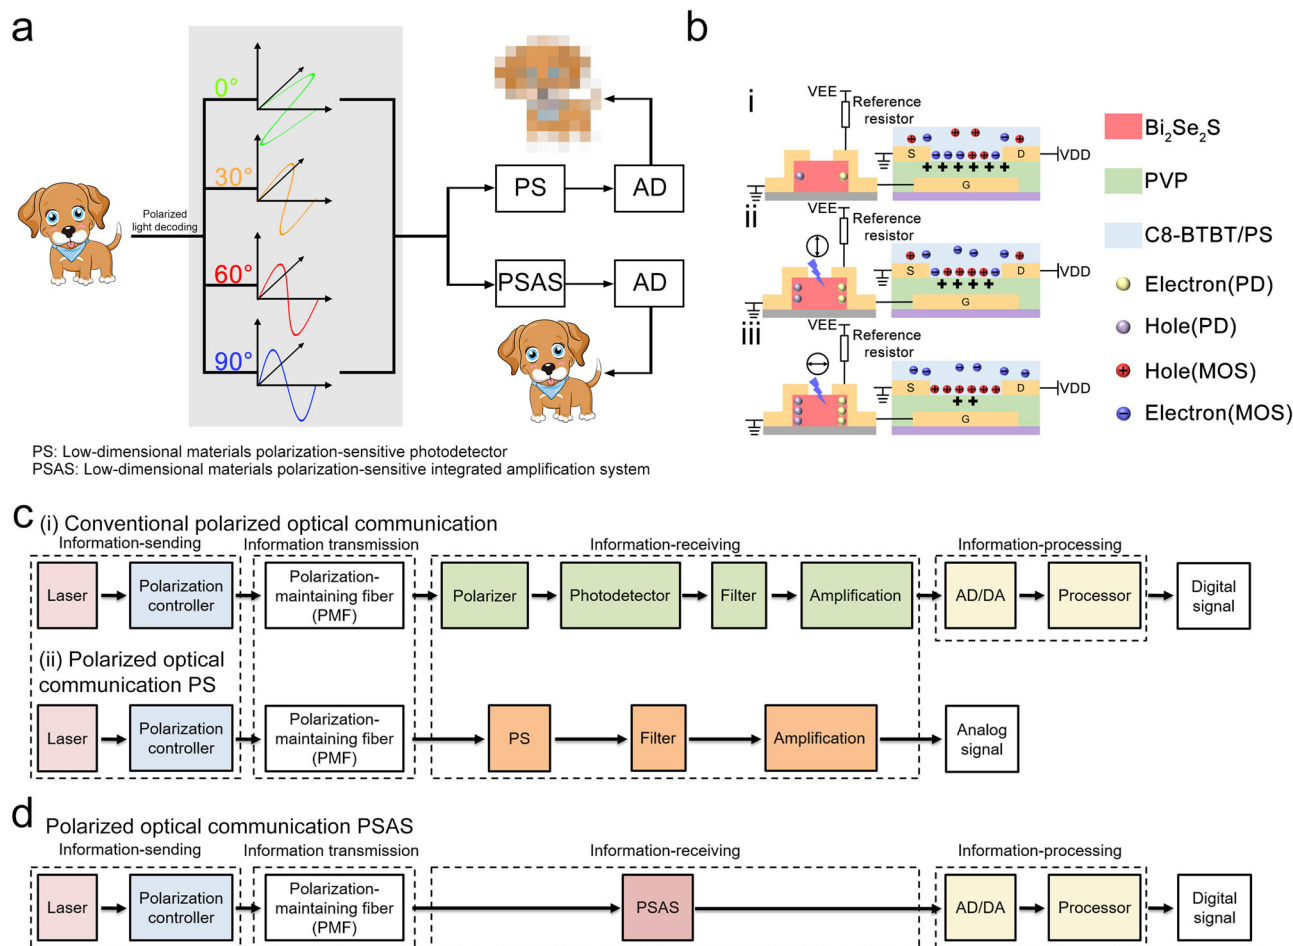 a
0°
30°
60°
90°
Polarized
light decoding
PS
AD
PSAS
AD
PS: Low-dimensional materials polarization-sensitive photodetector
PSAS: Low-dimensional materials polarization-sensitive integrated amplification system
b
i
VEE
Reference
resistor
S
D
G
VDD
ii
VEE
Reference
resistor
S
D
G
VDD
iii
VEE
Reference
resistor
S
D
G
VDD
Bi₂Se₂S
PVP
C8-BTBT/PS
Electron(PD)
Hole(PD)
Hole(MOS)
Electron(MOS)
c
(i) Conventional polarized optical communication
Information-sending
Information transmission
Information-receiving
Information-processing
Laser
Polarization
controller
Polarization-
maintaining fiber
(PMF)
Polarizer
Photodetector
Filter
Amplification
AD/DA
Processor
Digital
signal
(ii) Polarized optical
communication PS
Laser
Polarization
controller
Polarization-
maintaining fiber
(PMF)
PS
Filter
Amplification
Analog
signal
d
Polarized optical communication PSAS
Information-sending
Information transmission
Information-receiving
Information-processing
Laser
Polarization
controller
Polarization-
maintaining fiber
(PMF)
PSAS
AD/DA
Processor
Digital
signal